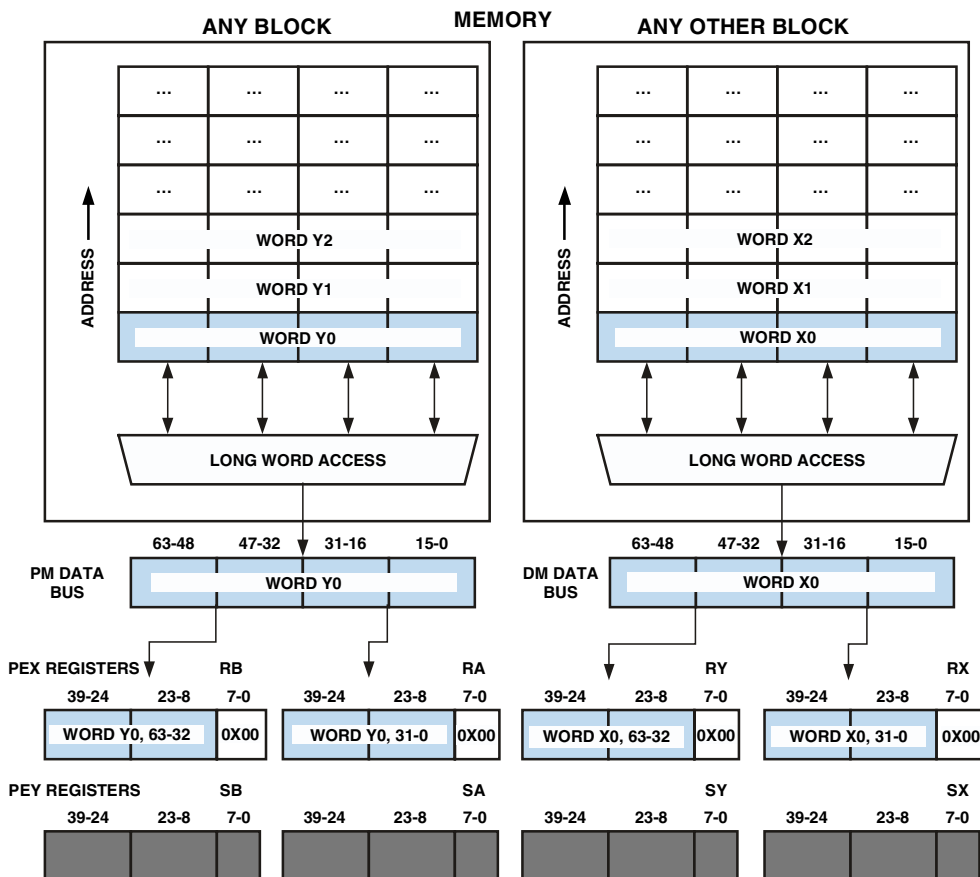 MEMORY
ANY BLOCK
ANY OTHER BLOCK
... ... ... ...
... ... ... ...
... ... ... ...
WORD Y2
WORD Y1
WORD Y0
ADDRESS
LONG WORD ACCESS
... ... ... ...
... ... ... ...
... ... ... ...
WORD X2
WORD X1
WORD X0
ADDRESS
LONG WORD ACCESS
63-48 47-32 31-16 15-0
PM DATA
BUS
WORD Y0
63-48 47-32 31-16 15-0
DM DATA
BUS
WORD X0
PEX REGISTERS RB RA RY RX
39-24 23-8 7-0 39-24 23-8 7-0 39-24 23-8 7-0 39-24 23-8 7-0
WORD Y0, 63-32 0X00 WORD Y0, 31-0 0X00 WORD X0, 63-32 0X00 WORD X0, 31-0 0X00
PEY REGISTERS SB SA SY SX
39-24 23-8 7-0 39-24 23-8 7-0 39-24 23-8 7-0 39-24 23-8 7-0